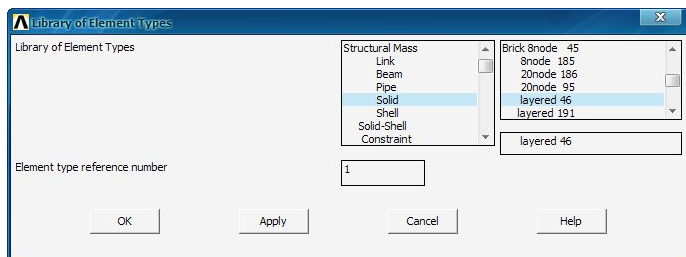 Library of Element Types
Library of Element Types
Structural Mass
Link
Beam
Pipe
Solid
Shell
Solid-Shell
Constraint
Brick 8node 45
8node 185
20node 186
20node 95
layered 46
layered 191
layered 46
Element type reference number
1
OK
Apply
Cancel
Help